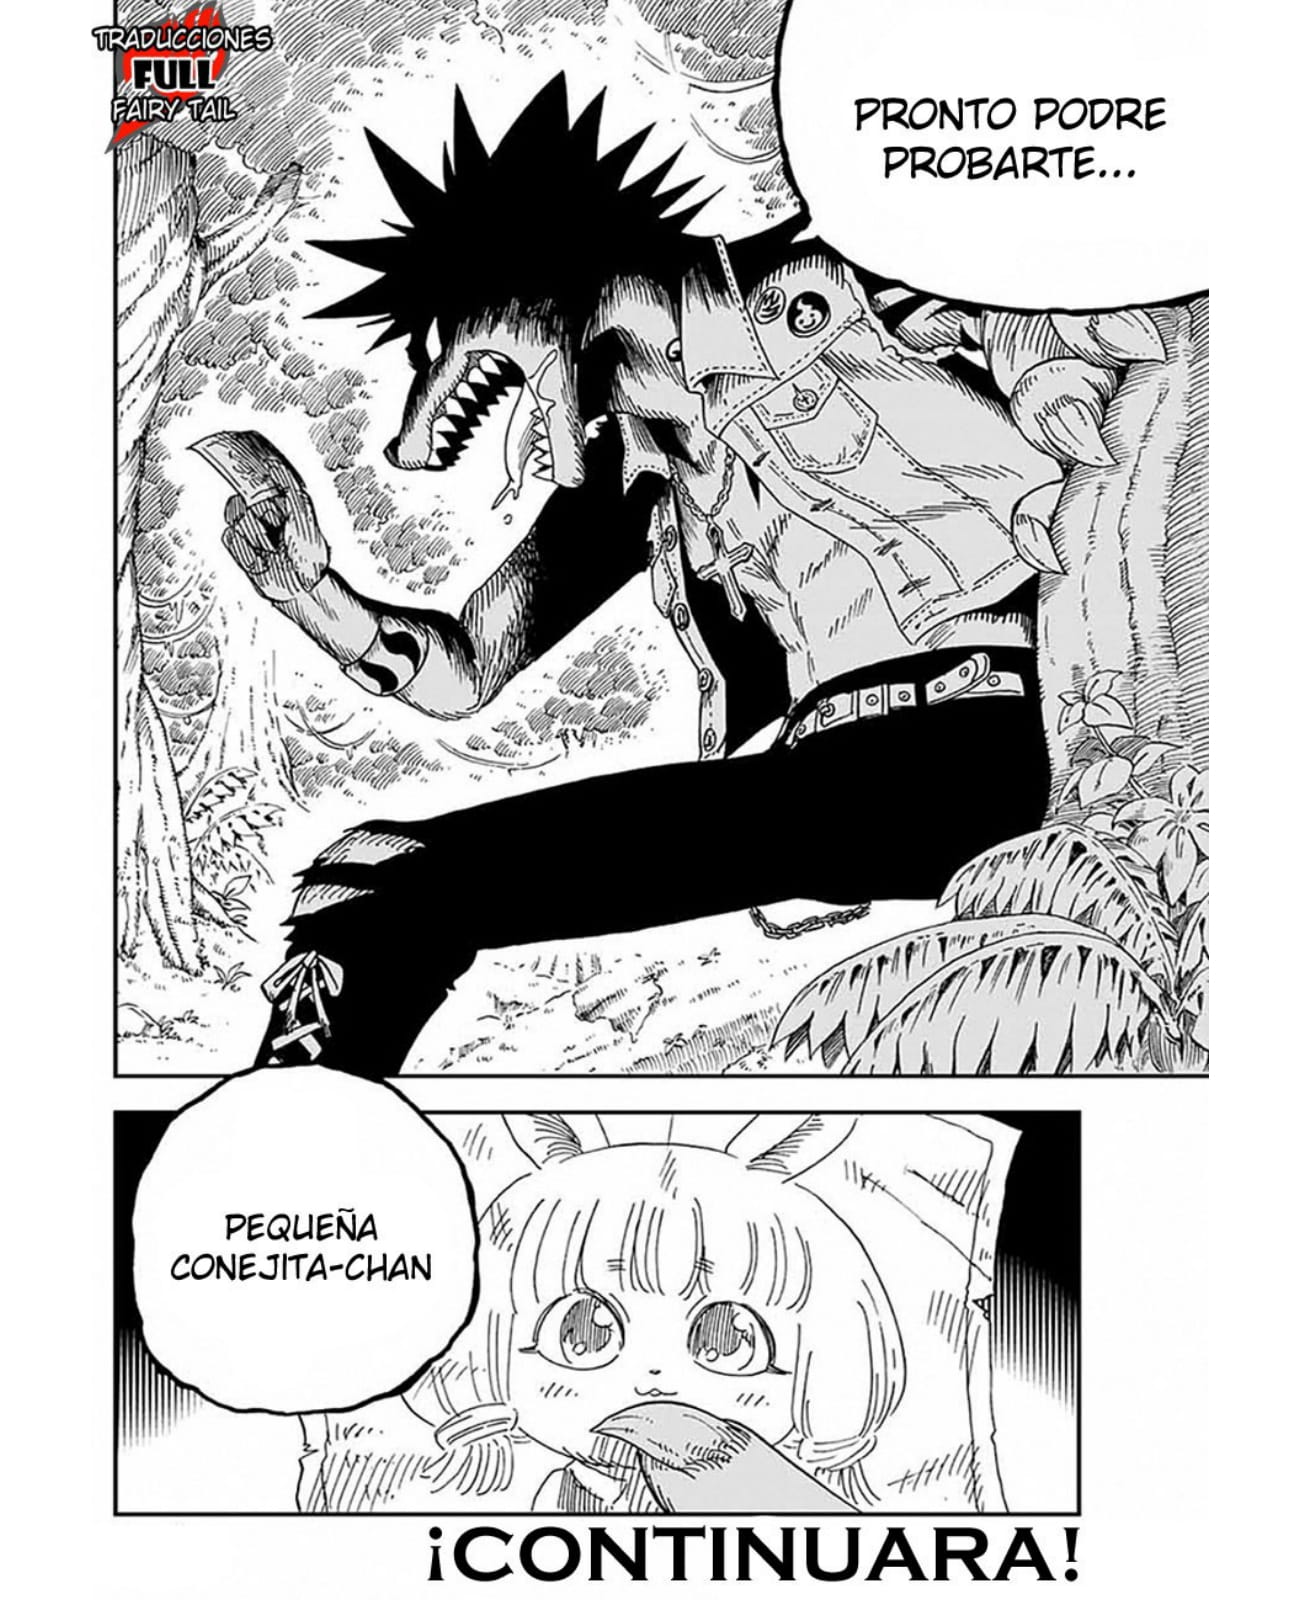 TRADUCCIONES
FULL
FAIRY TAIL
PRONTO PODRE
PROBARTE...
PEQUEÑA
CONEJITA-CHAN
¡CONTINUARA!